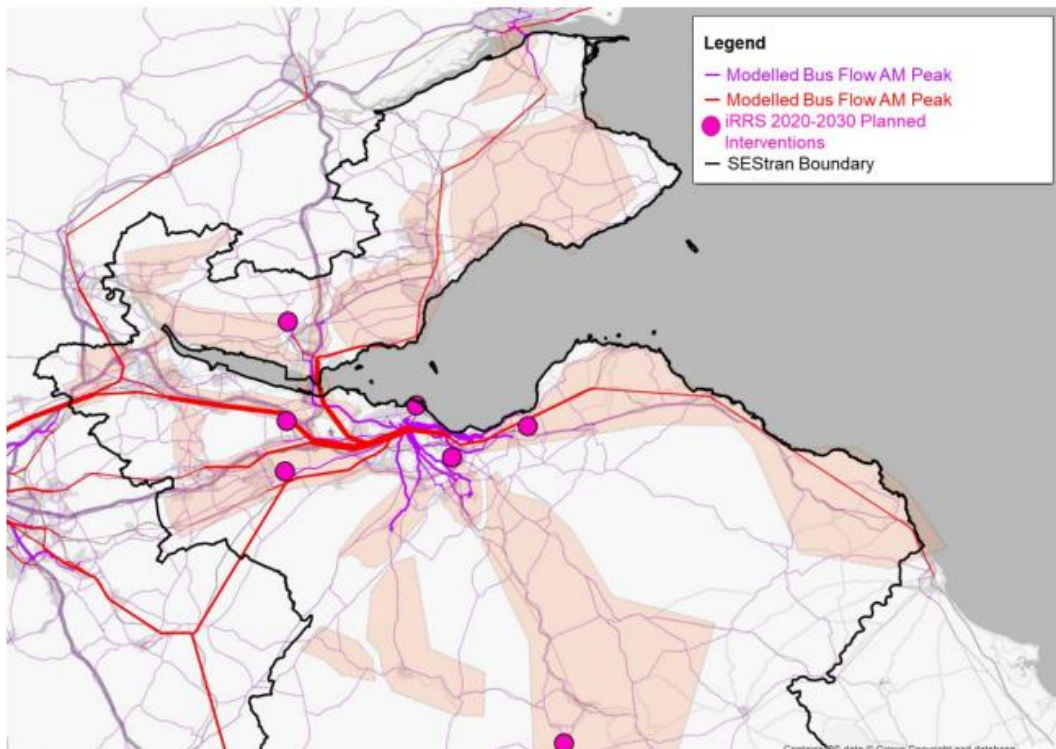 Legend
Modelled Bus Flow AM Peak
Modelled Bus Flow AM Peak
iRRS 2020-2030 Planned
Interventions
SEStran Boundary